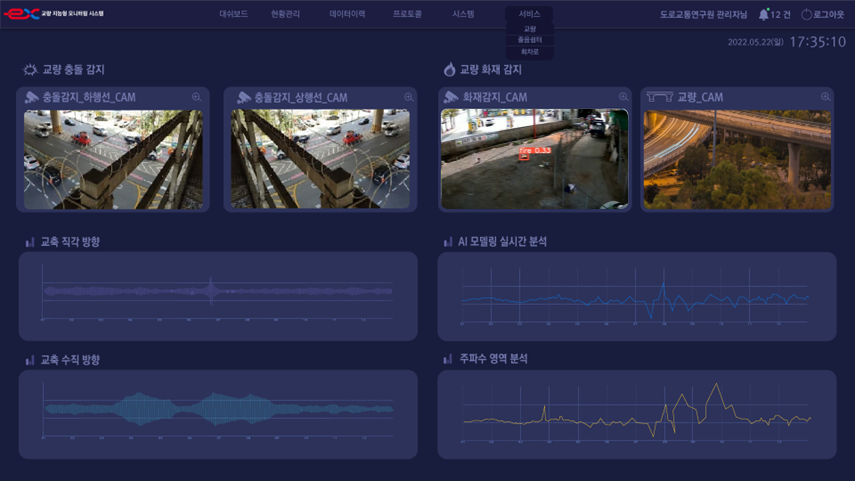 ex 교량 지능형 모니터링 시스템
대쉬보드 현황관리 데이터이력 프로토콜 시스템 서비스
도로교통연구원 관리자님 12 건 로그아웃
교량
졸음쉼터
회차로
2022.05.22(일) 17:35:10
교량 충돌 감지
교량 화재 감지
충돌감지_하행선_CAM
충돌감지_상행선_CAM
화재감지_CAM
교량_CAM
fire 0.33
교축 직각 방향
AI 모델링 실시간 분석
교축 수직 방향
주파수 영역 분석